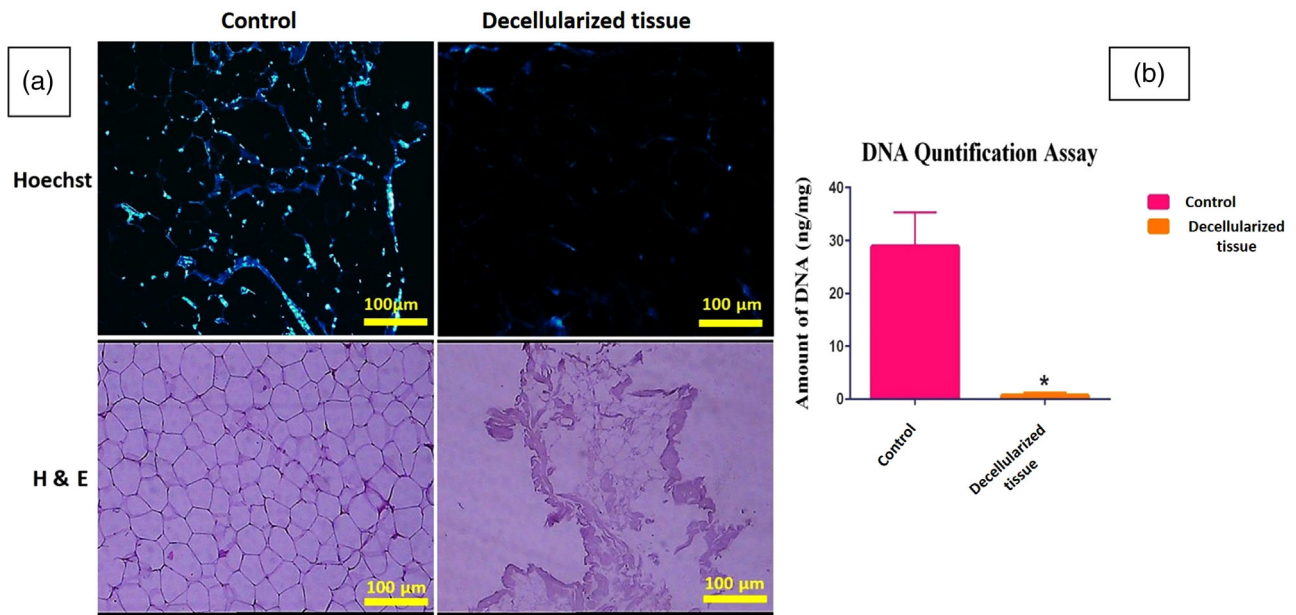 Control
Decellularized tissue
(a)
Hoechst
100µm
100 µm
H & E
100 µm
100 µm
(b)
DNA Quntification Assay
Amount of DNA (ng/mg)
40
30
20
10
0
*
Control
Decellularized
tissue
Control
Decellularized
tissue